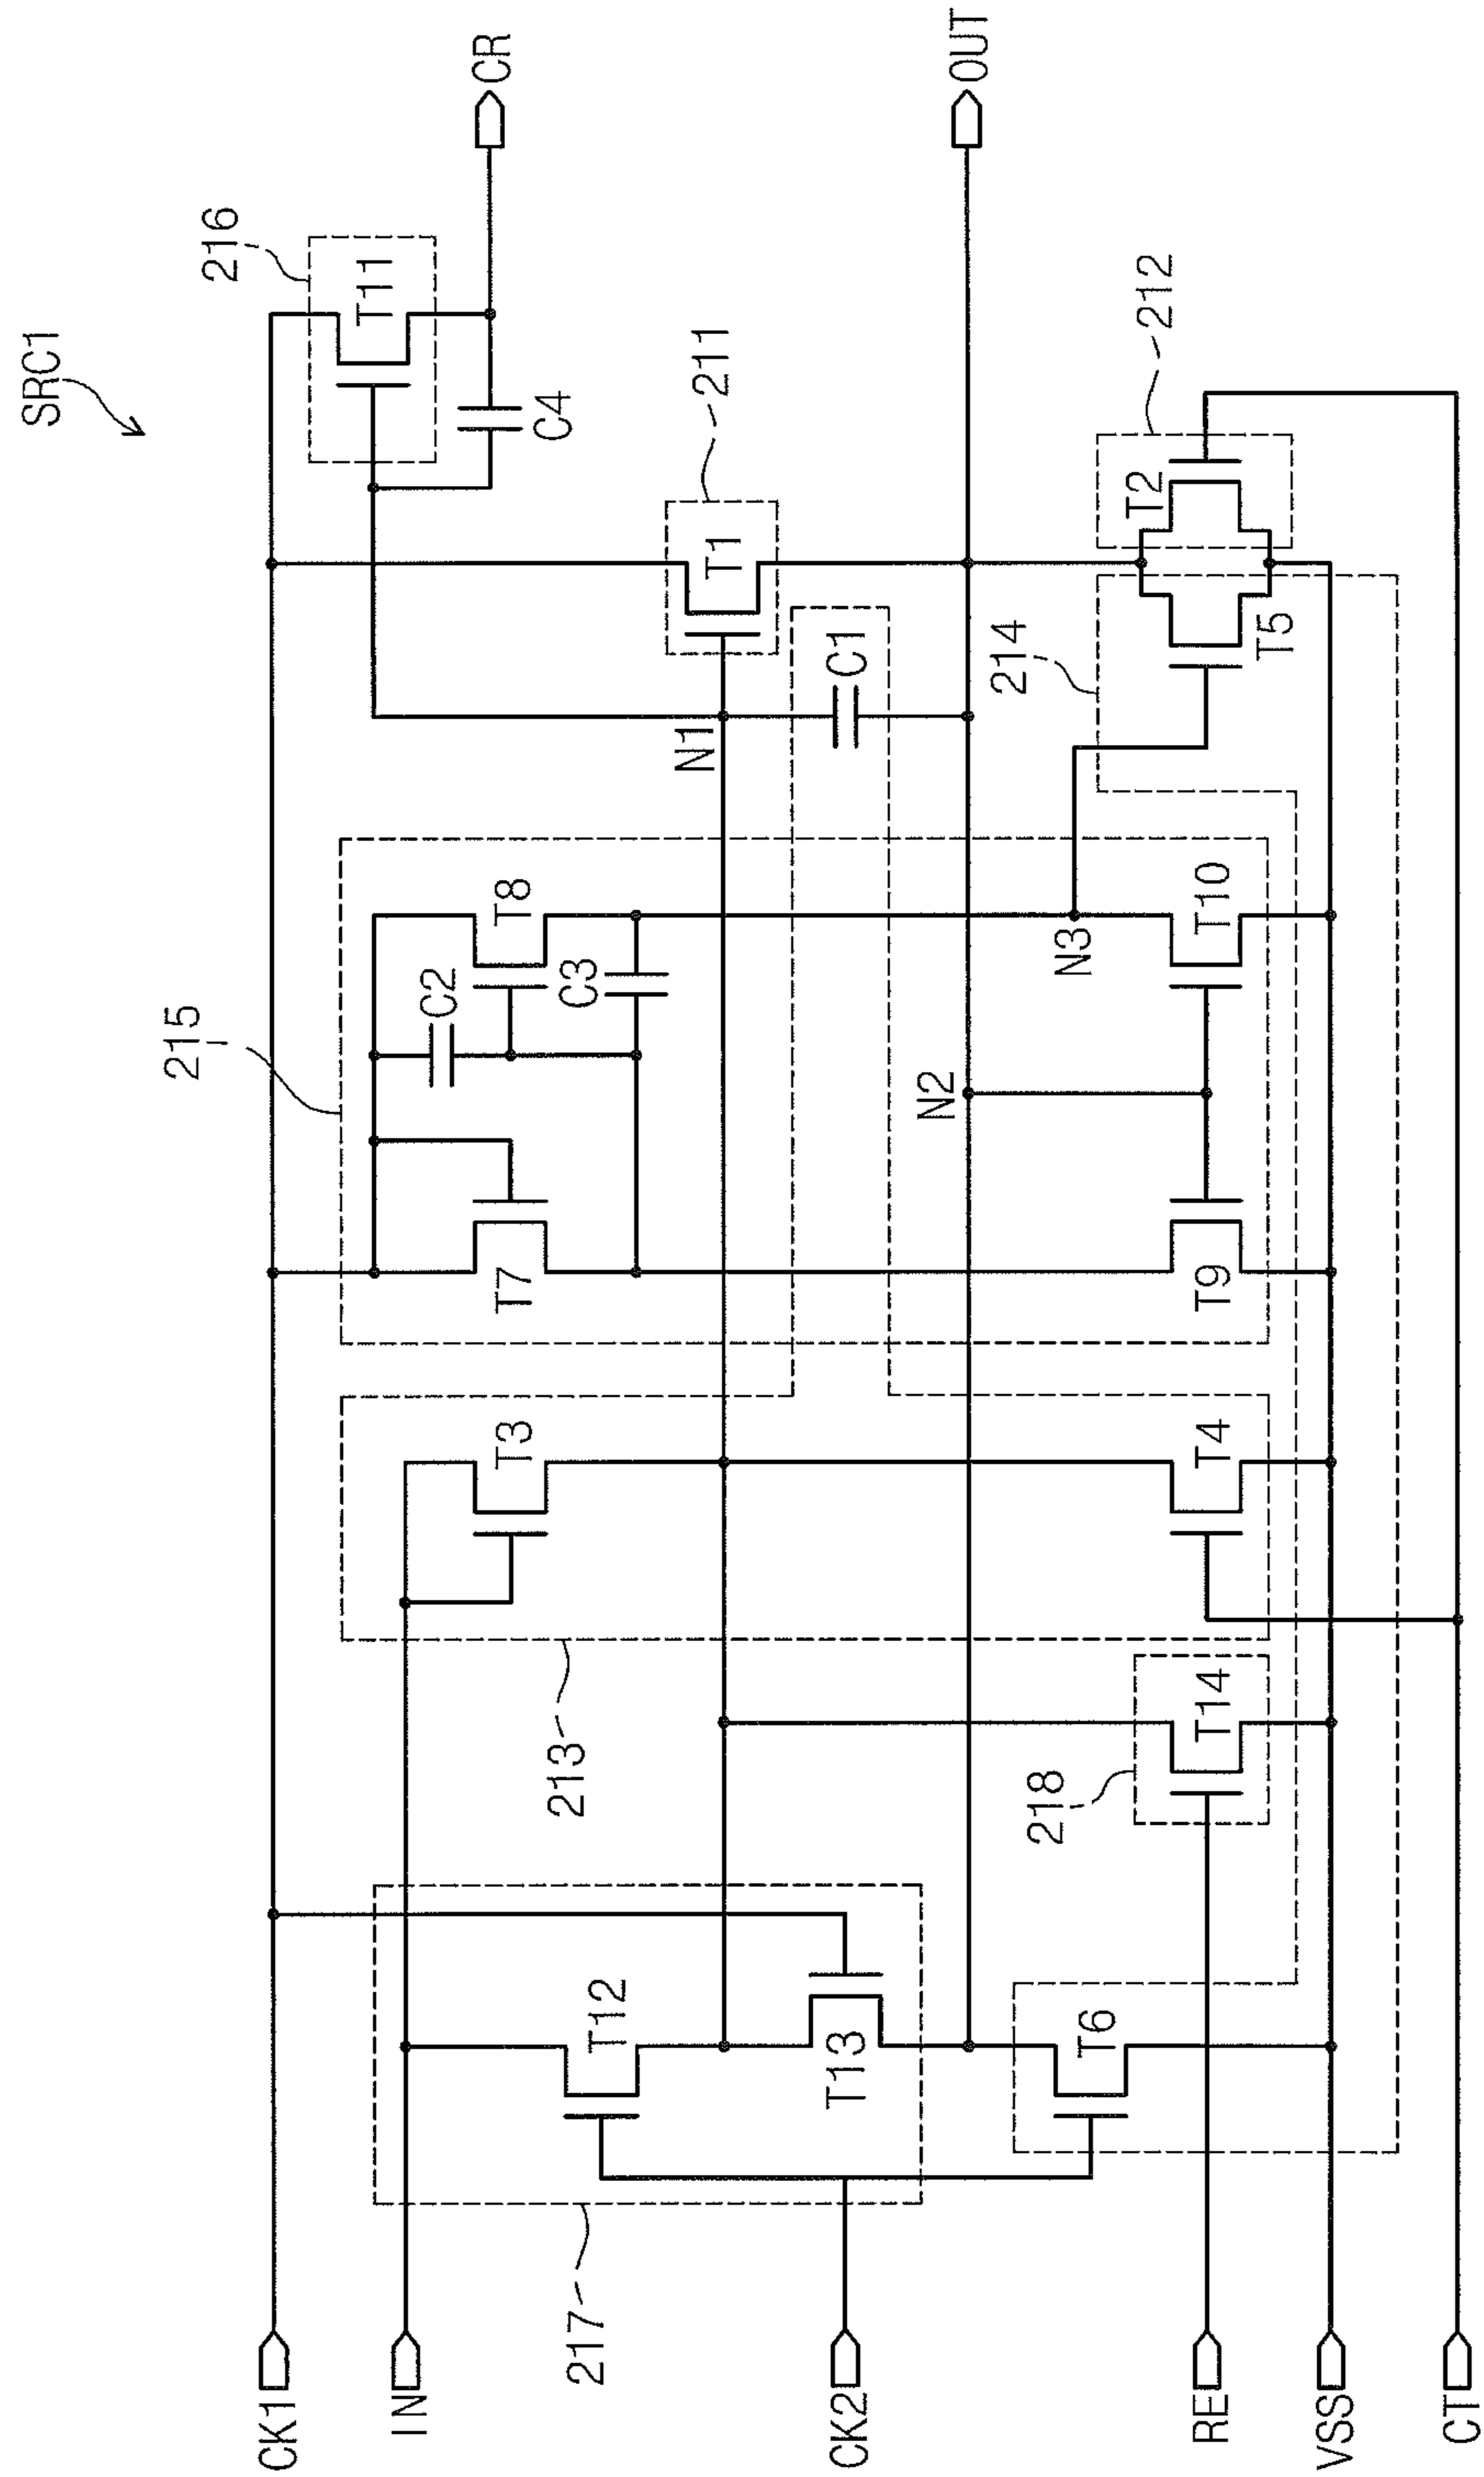 SRC1
CK1
IN
CK2
RE
VSS
CT
CR
OUT
216
T11
C4
211
T1
212
T2
214
T5
C1
N1
215
T8
C2
C3
T7
N2
N3
T10
T9
213
T3
T4
218
T14
217
T12
T13
T6